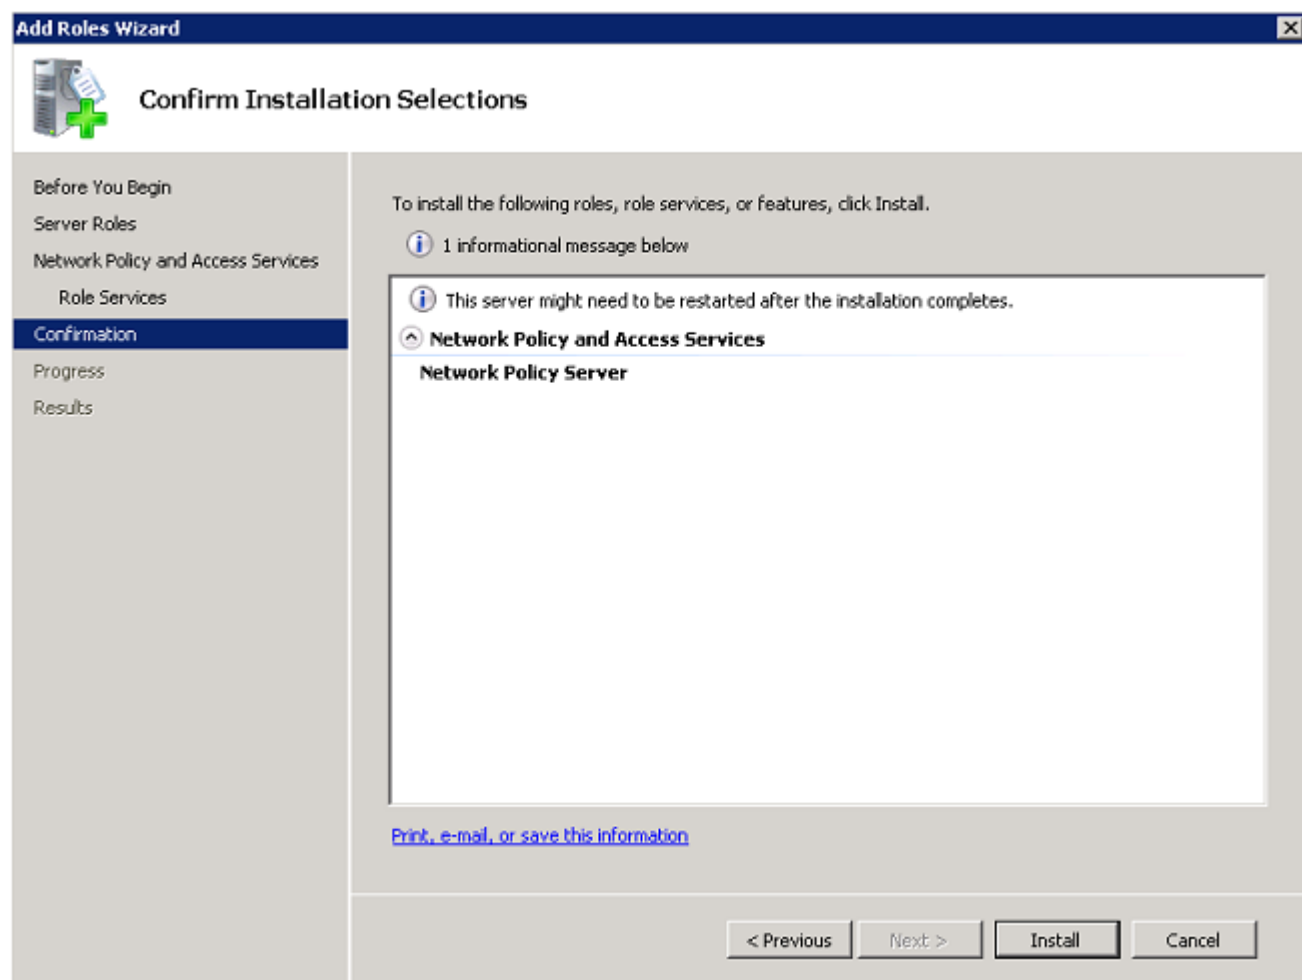 Add Roles Wizard
Confirm Installation Selections
Before You Begin
Server Roles
Network Policy and Access Services
Role Services
Confirmation
Progress
Results
To install the following roles, role services, or features, click Install.
1 informational message below
This server might need to be restarted after the installation completes.
Network Policy and Access Services
Network Policy Server
Print, e-mail, or save this information
< Previous
Next >
Install
Cancel